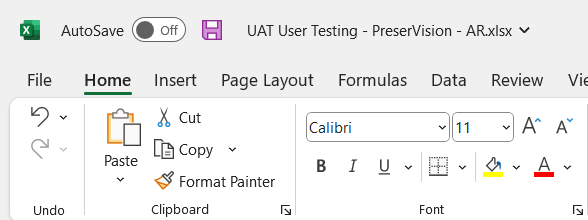 AutoSave Off UAT User Testing - PreserVision - AR.xlsx
File Home Insert Page Layout Formulas Data Review View
Cut
Calibri 11
Copy
Paste
B I U A
Format Painter
Undo Clipboard Font